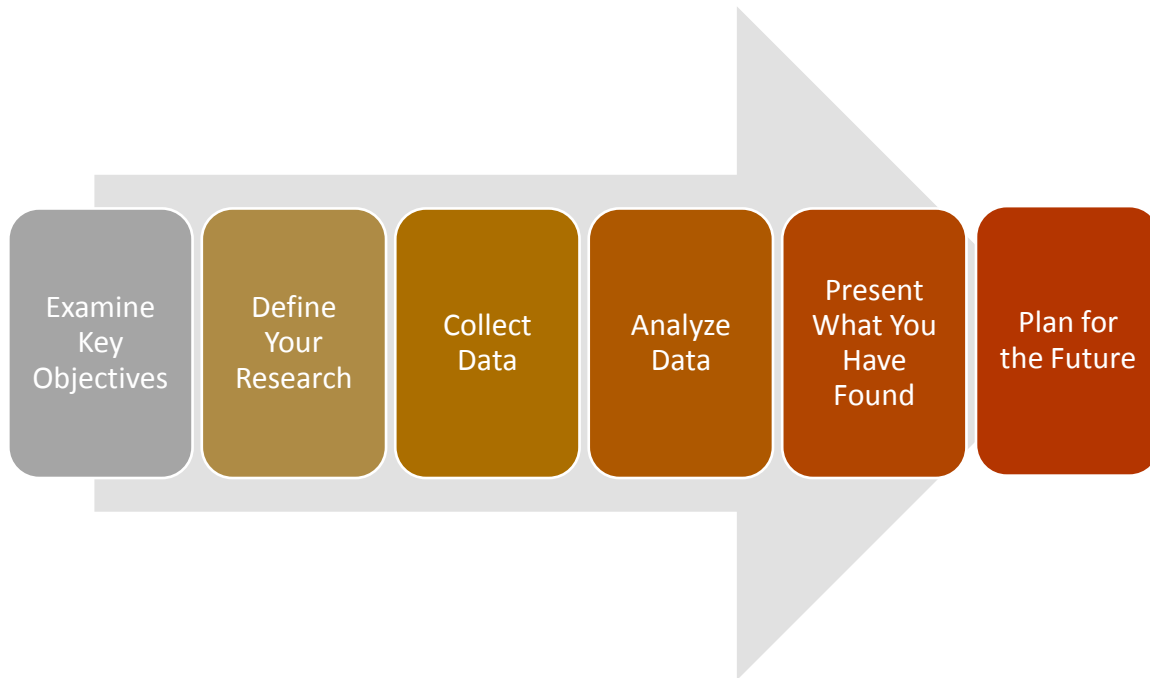 Examine
Key
Objectives
Define
Your
Research
Collect
Data
Analyze
Data
Present
What You
Have
Found
Plan for
the Future